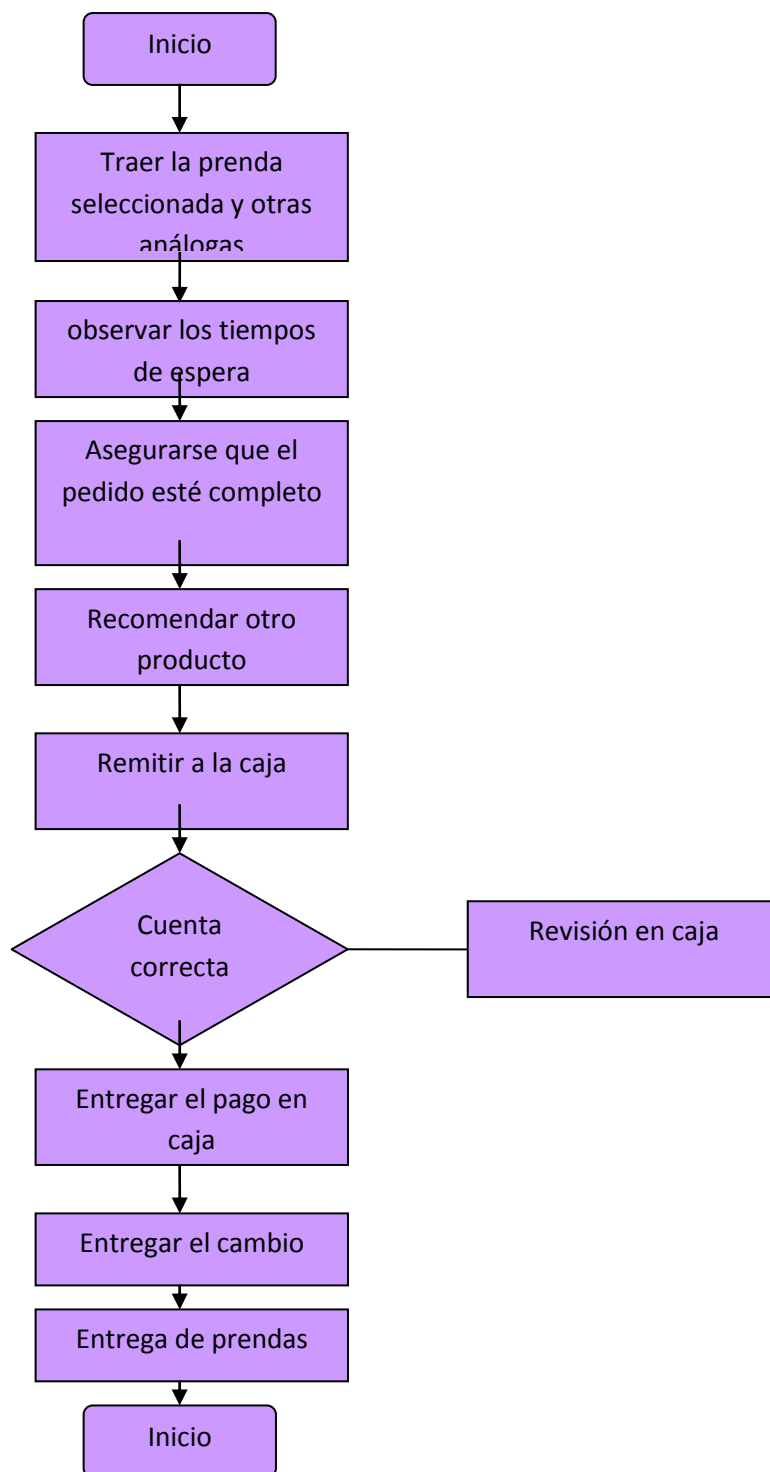 Inicio
Traer la prenda
seleccionada y otras
análogas
observar los tiempos
de espera
Asegurarse que el
pedido esté completo
Recomendar otro
producto
Remitir a la caja
Cuenta
correcta
Revisión en caja
Entregar el pago en
caja
Entregar el cambio
Entrega de prendas
Inicio